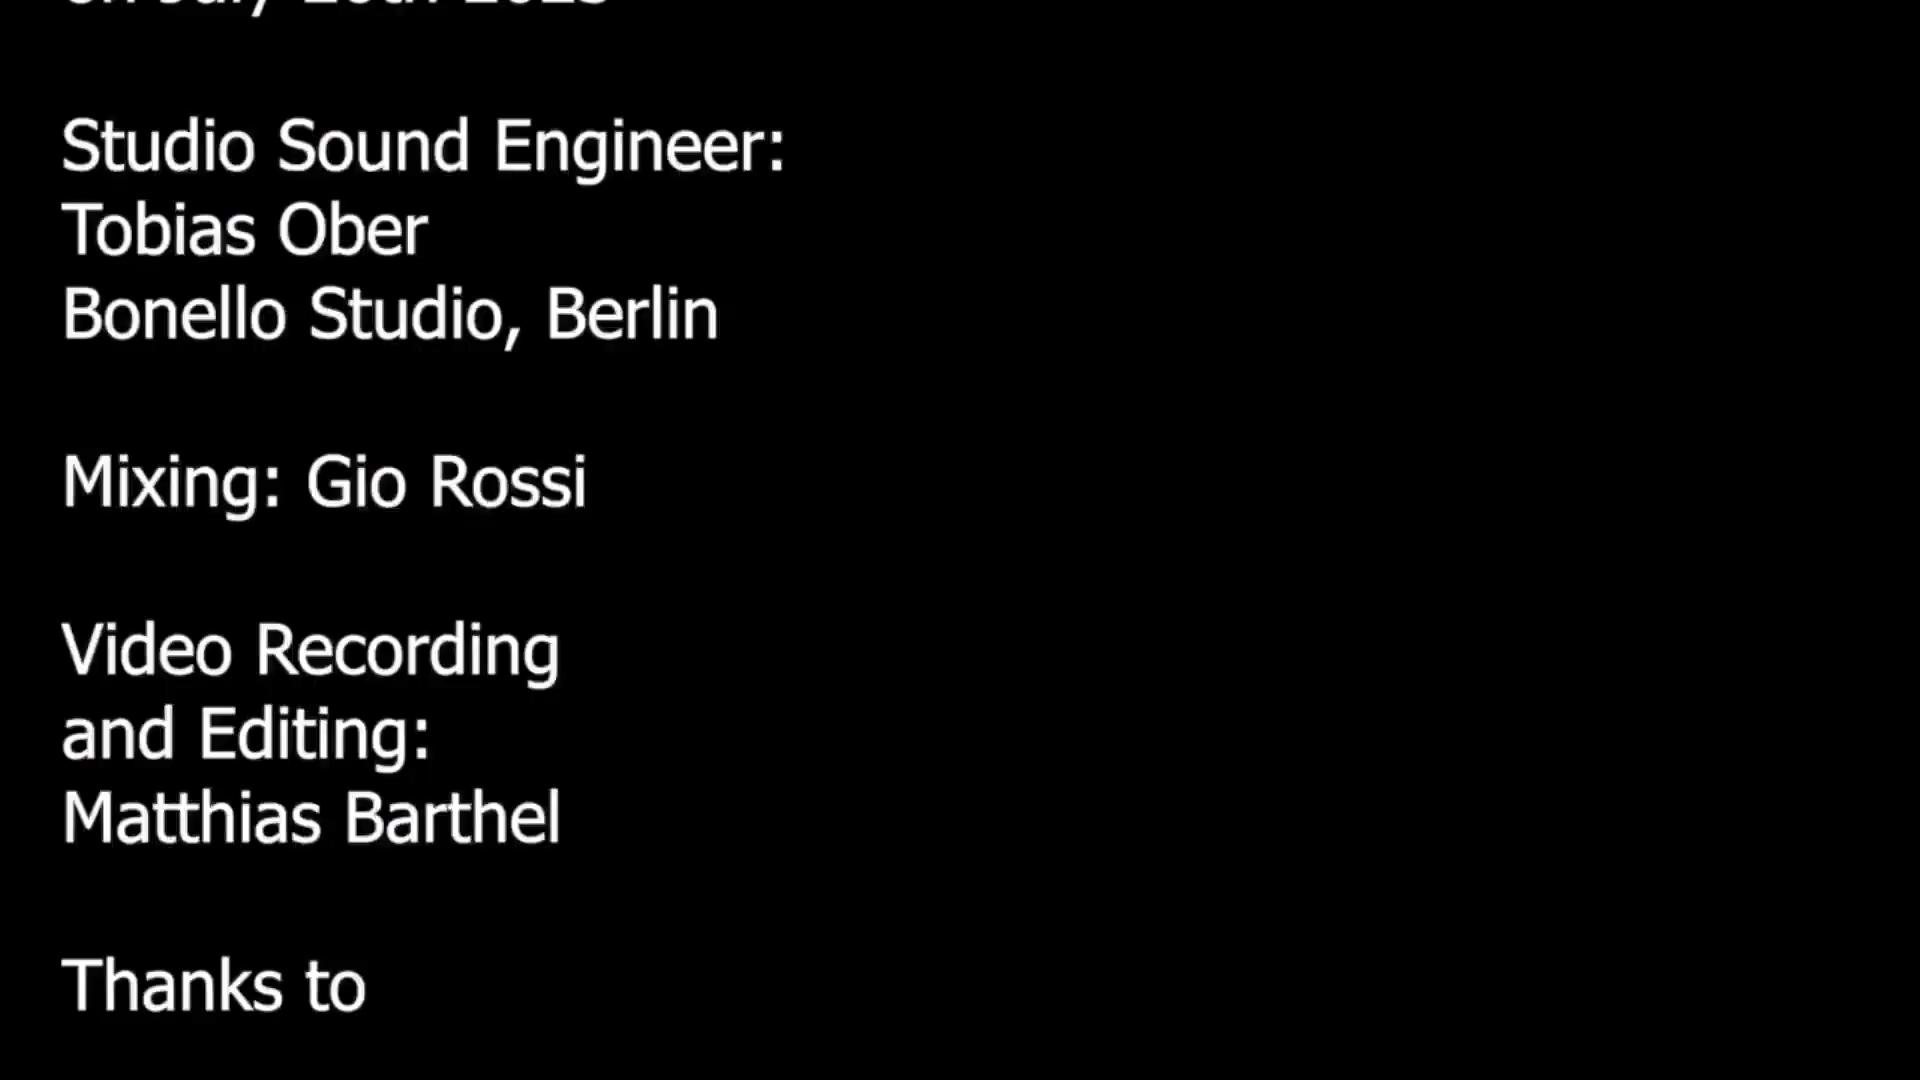 Studio Sound Engineer:
Tobias Ober
Bonello Studio, Berlin
Mixing: Gio Rossi
Video Recording
and Editing:
Matthias Barthel
Thanks to